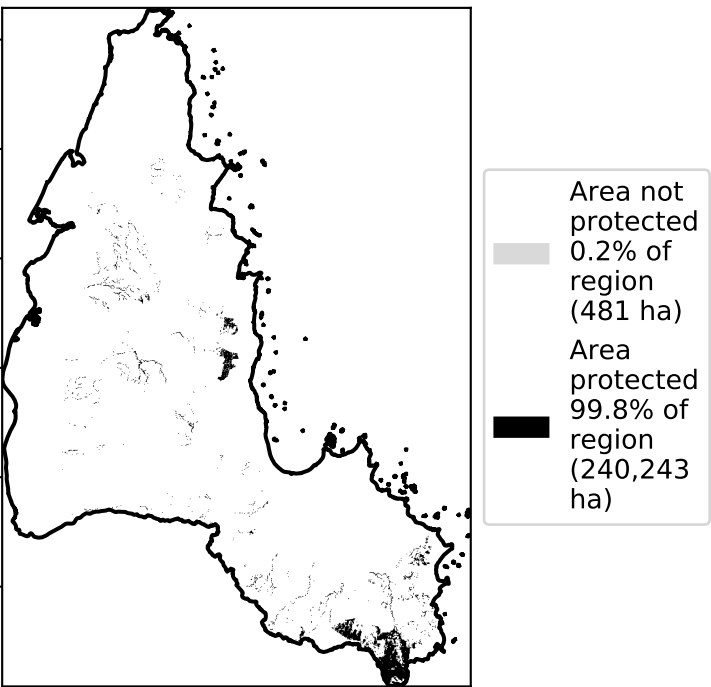 Area not
protected
0.2% of
region
(481 ha)
Area
protected
99.8% of
region
(240,243
ha)